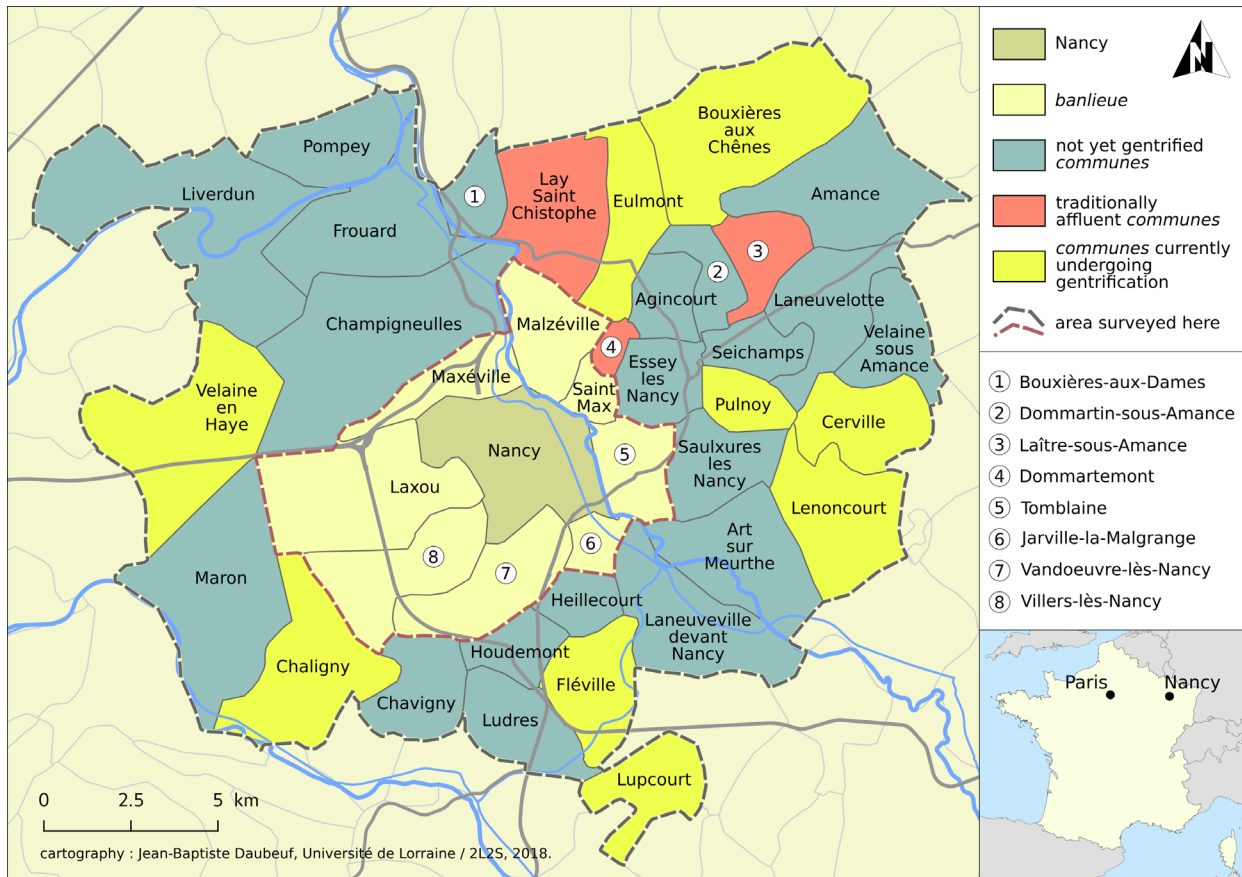 Pompey
Liverdun
Frouard
Champigneulles
1
Lay
Saint
Chistophe
Eulmont
Bouxières
aux
Chênes
Amance
3
2
Agincourt
Laneuvelotte
Velaine
sous
Amance
Malzéville
4
Seichamps
Essey
les
Nancy
Maxéville
Saint
Max
Velaine
en
Haye
Pulnoy
Cerville
Nancy
5
Saulxures
les
Nancy
Laxou
Lenoncourt
Art
sur
Meurthe
6
8
7
Maron
Heillecourt
Laneuveville
devant
Nancy
Houdemont
Chaligny
Fléville
Chavigny
Ludres
Lupcourt
0 2.5 5 km
cartography : Jean-Baptiste Daubeuf, Université de Lorraine / 2L2S, 2018.
N
Nancy
banlieue
not yet gentrified
communes
traditionally
affluent communes
communes currently
undergoing
gentrification
area surveyed here
1 Bouxières-aux-Dames
2 Dommartin-sous-Amance
3 Laître-sous-Amance
4 Dommartemont
5 Tomblaine
6 Jarville-la-Malgrange
7 Vandoeuvre-lès-Nancy
8 Villers-lès-Nancy
Paris
Nancy